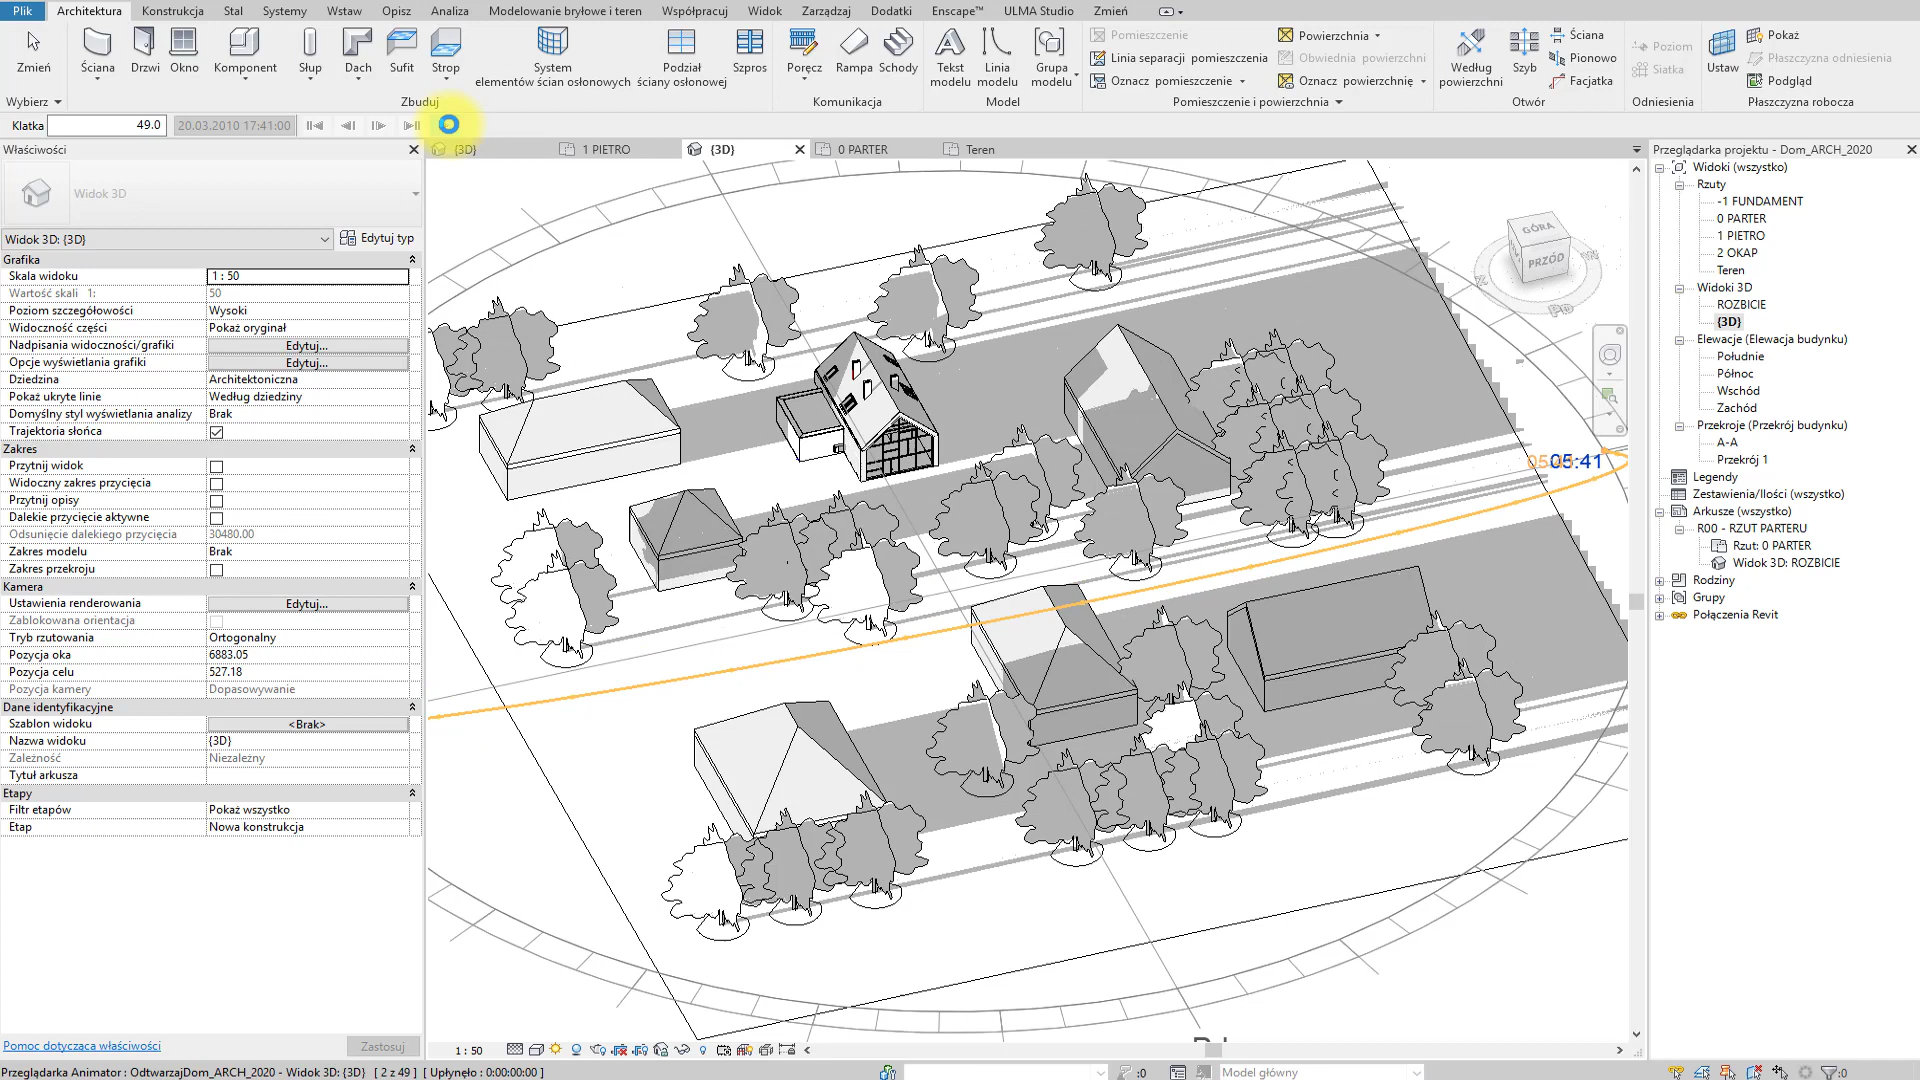 Plik Architektura Konstrukcja Stal Systemy Wstaw Opisz Analiza Modelowanie bryłowe i teren Współpracuj Widok Zarządzaj Dodatki Enscape™ ULMA Studio Zmień
Zmień Ściana Drzwi Okno Komponent Słup Dach Sufit Strop System elementów ścian osłonowych Podział ściany osłonowej Szpros Poręcz Rampa Schody Tekst modelu Linia modelu Grupa modelu
Pomieszczenie Powierzchnia
Linia separacji pomieszczenia Obwiednia powierzchni
Oznacz pomieszczenie Oznacz powierzchnię
Według powierzchni Szyb Ściana Pionowo Facjatka Poziom Siatka Ustaw Pokaż Płaszczyzna odniesienia Podgląd
Wybierz Zbuduj Komunikacja Model Pomieszczenie i powierzchnia Otwór Odniesienia Płaszczyzna robocza
Klatka 49.0 20.03.2010 17:41:00
Właściwości
Widok 3D
Widok 3D: {3D} Edytuj typ
Grafika
Skala widoku 1 : 50
Wartość skali 1: 50
Poziom szczegółowości Wysoki
Widoczność części Pokaż oryginał
Nadpisania widoczności/grafiki Edytuj...
Opcje wyświetlania grafiki Edytuj...
Dziedzina Architektoniczna
Pokaż ukryte linie Według dziedziny
Domyślny styl wyświetlania analizy Brak
Trajektoria słońca
Zakres
Przytnij widok
Widoczny zakres przycięcia
Przytnij opisy
Dalekie przycięcie aktywne
Odsunięcie dalekiego przycięcia 30480.00
Zakres modelu Brak
Zakres przekroju
Kamera
Ustawienia renderowania Edytuj...
Zablokowana orientacja
Tryb rzutowania Ortogonalny
Pozycja oka 6883.05
Pozycja celu 527.18
Pozycja kamery Dopasowywanie
Dane identyfikacyjne
Szablon widoku <Brak>
Nazwa widoku {3D}
Zależność Niezależny
Tytuł arkusza
Etapy
Filtr etapów Pokaż wszystko
Etap Nowa konstrukcja
Pomoc dotycząca właściwości Zastosuj
{3D} 1 PIETRO {3D} 0 PARTER Teren
GÓRA
PRZÓD
05:41
1 : 50
Przeglądarka projektu - Dom_ARCH_2020
Widoki (wszystko)
Rzuty
-1 FUNDAMENT
0 PARTER
1 PIETRO
2 OKAP
Teren
Widoki 3D
ROZBICIE
{3D}
Elewacje (Elewacja budynku)
Południe
Północ
Wschód
Zachód
Przekroje (Przekrój budynku)
A-A
Przekrój 1
Legendy
Zestawienia/Ilości (wszystko)
Arkusze (wszystko)
R00 - RZUT PARTERU
Rzut: 0 PARTER
Widok 3D: ROZBICIE
Rodziny
Grupy
Połączenia Revit
Przeglądarka Animator : OdtwarzajDom_ARCH_2020 - Widok 3D: {3D} [ 2 z 49 ] [ Upłynęło : 0:00:00:00 ] :0 Model główny :0